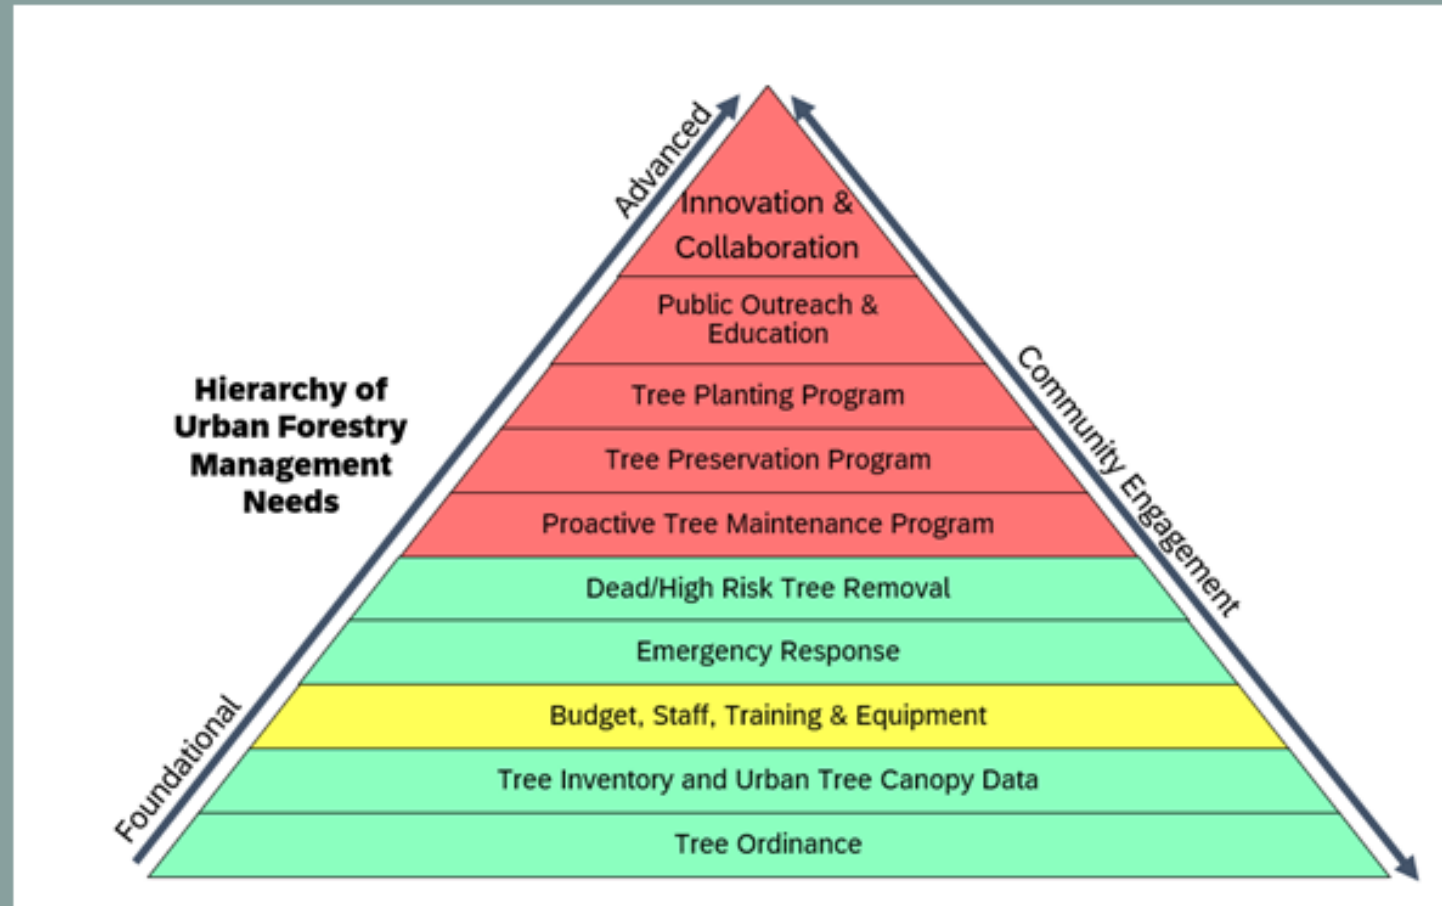 Advanced
Innovation &
Collaboration
Public Outreach &
Education
Tree Planting Program
Hierarchy of
Urban Forestry
Management
Needs
Tree Preservation Program
Community Engagement
Proactive Tree Maintenance Program
Dead/High Risk Tree Removal
Emergency Response
Budget, Staff, Training & Equipment
Foundational
Tree Inventory and Urban Tree Canopy Data
Tree Ordinance